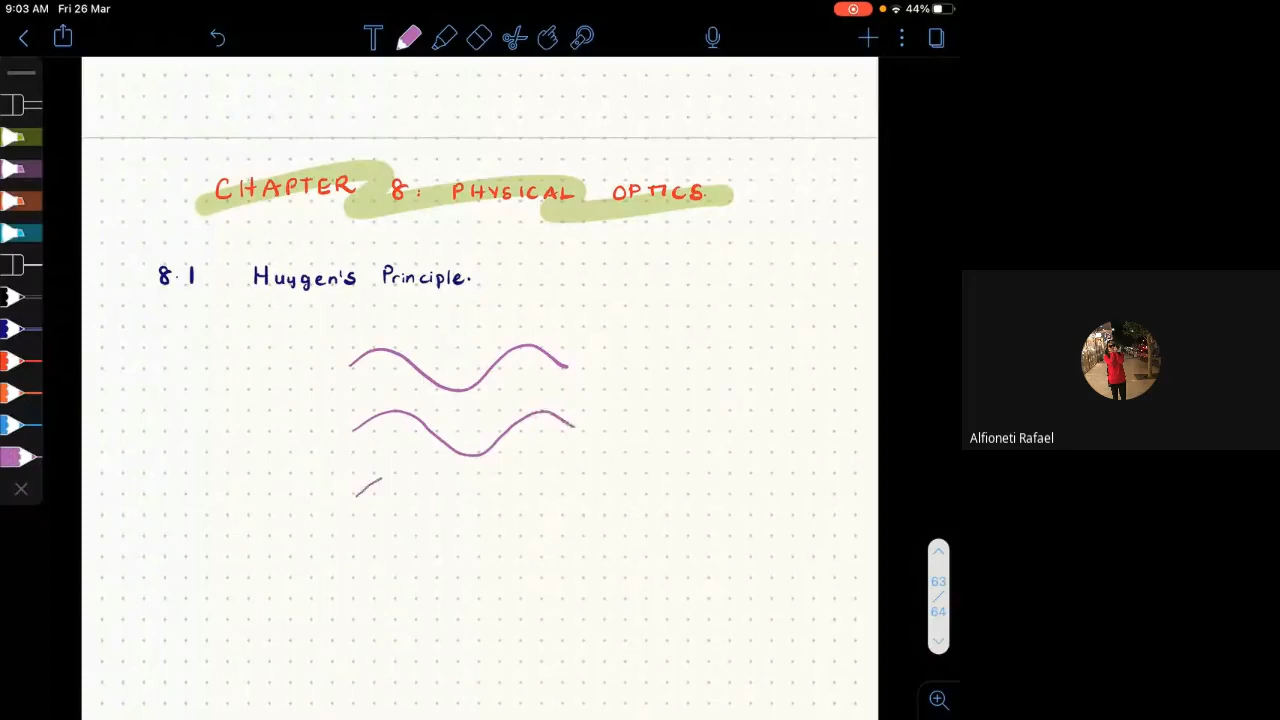 9:03 AM Fri 26 Mar
44%
T
CHAPTER 8: PHYSICAL OPTICS
8.1 Huygen's Principle.
Alfioneti Rafael
63
/
64